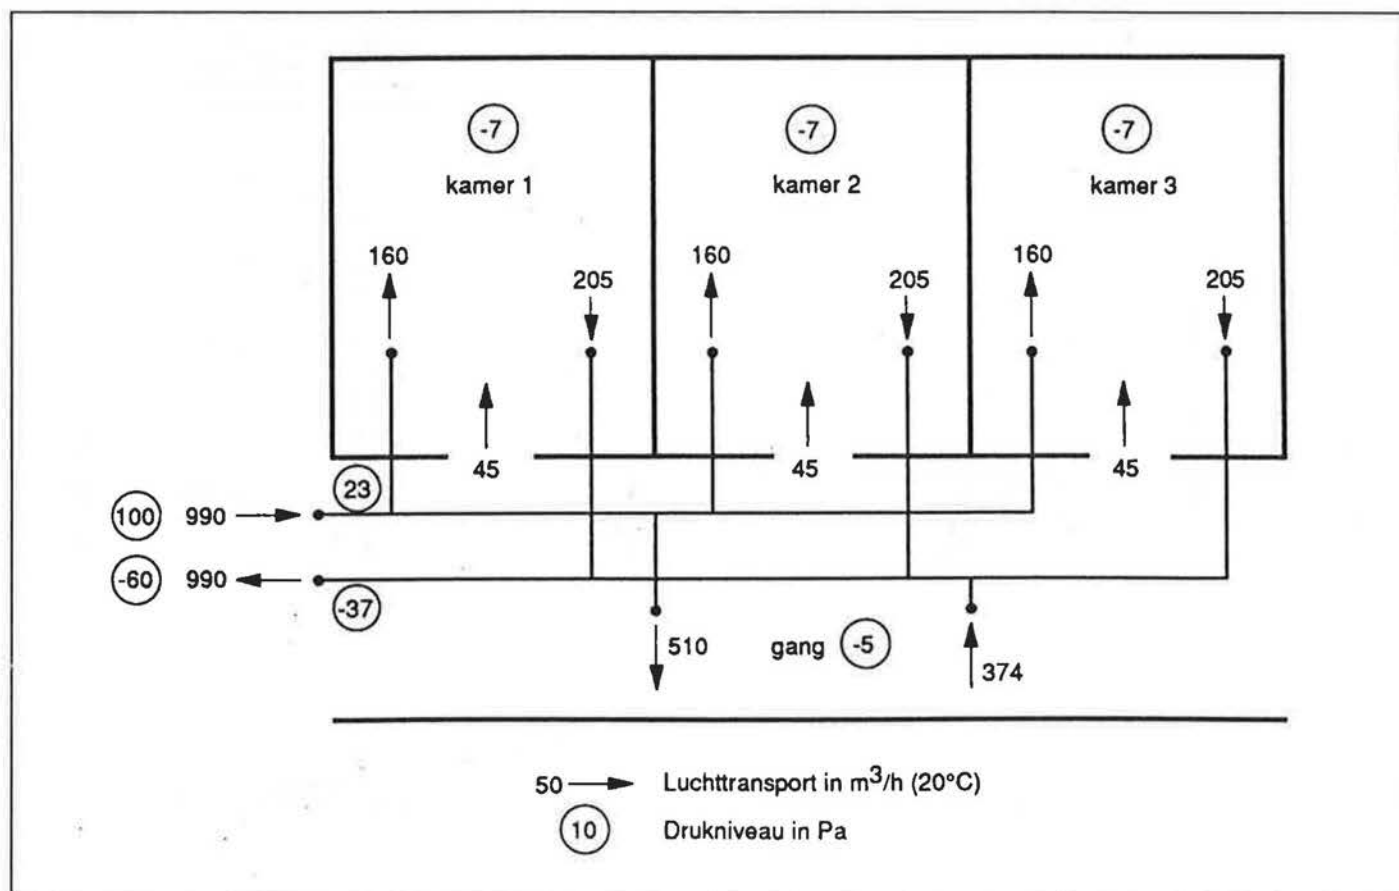 -7 -7 -7
kamer 1 kamer 2 kamer 3
160 205 160 205 160 205
45 45 45
23
100 990
-60 990
-37
510 gang -5 374
50 Luchttransport in m³/h (20°C)
10 Drukniveau in Pa